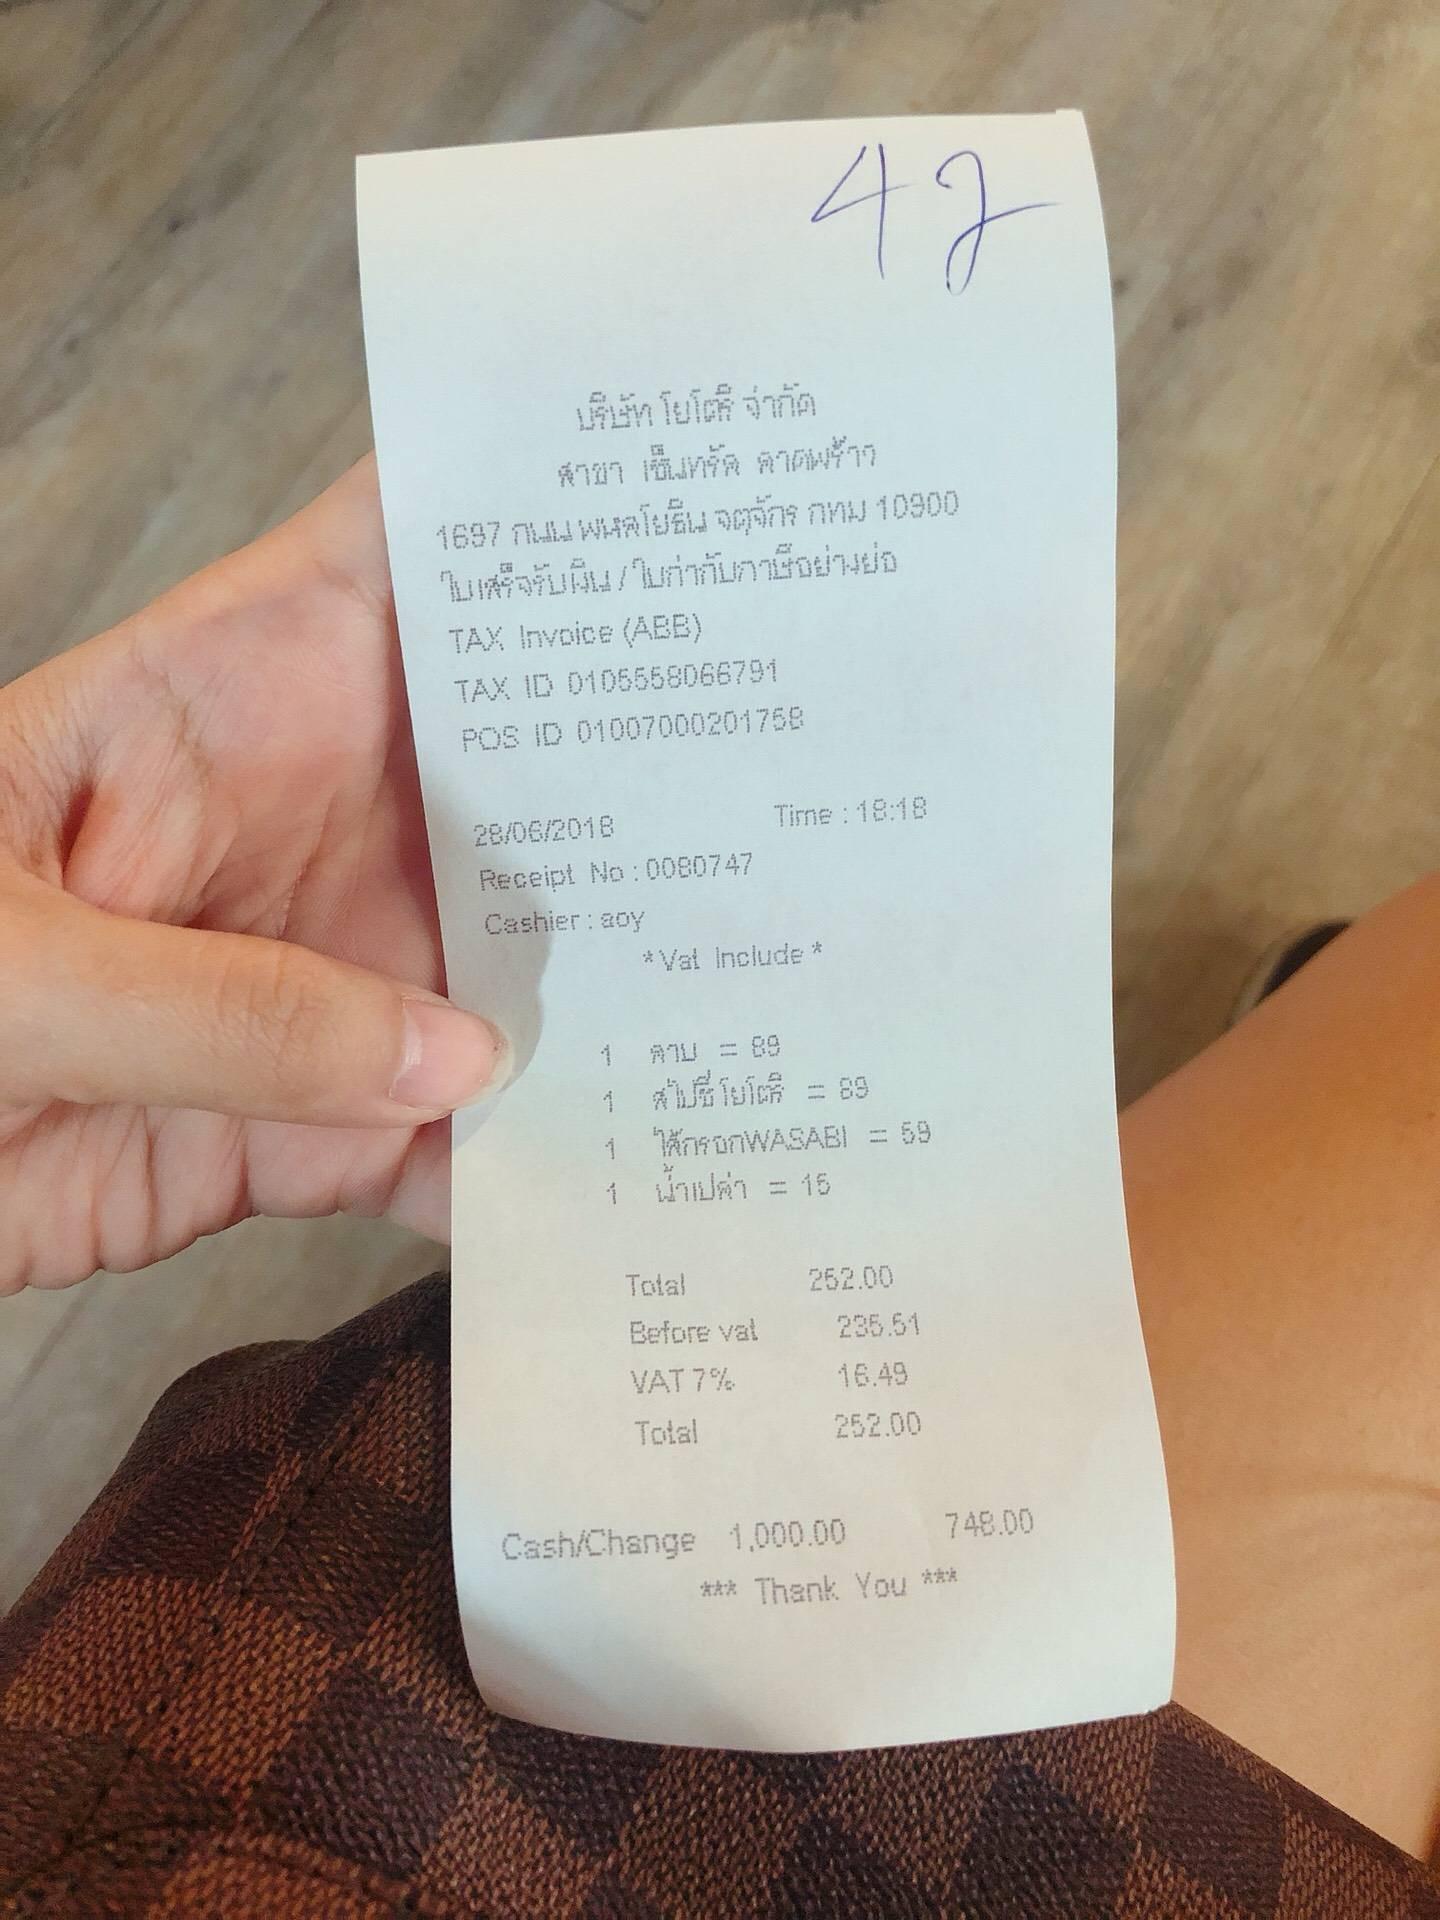 42
บริษัท โยโตริ จำกัด
สาขา เซ็นทรัล ลาดพร้าว
1697 ถนน พหลโยธิน จตุจักร กทม 10900
ใบเสร็จรับเงิน / ใบกำกับภาษีอย่างย่อ
TAX Invoice (ABB)
TAX ID 0105558066791
POS ID 01007000201758
28/06/2018 Time : 18:18
Receipt No : 0080747
Cashier : aoy
*Vat Include *
1 ลาบ = 89
1 สไปซี่โยโตริ = 89
1 ไส้กรอกWASABI = 59
1 น้ำเปล่า = 15
Total 252.00
Before vat 235.51
VAT 7% 16.49
Total 252.00
Cash/Change 1,000.00 748.00
*** Thank You ***